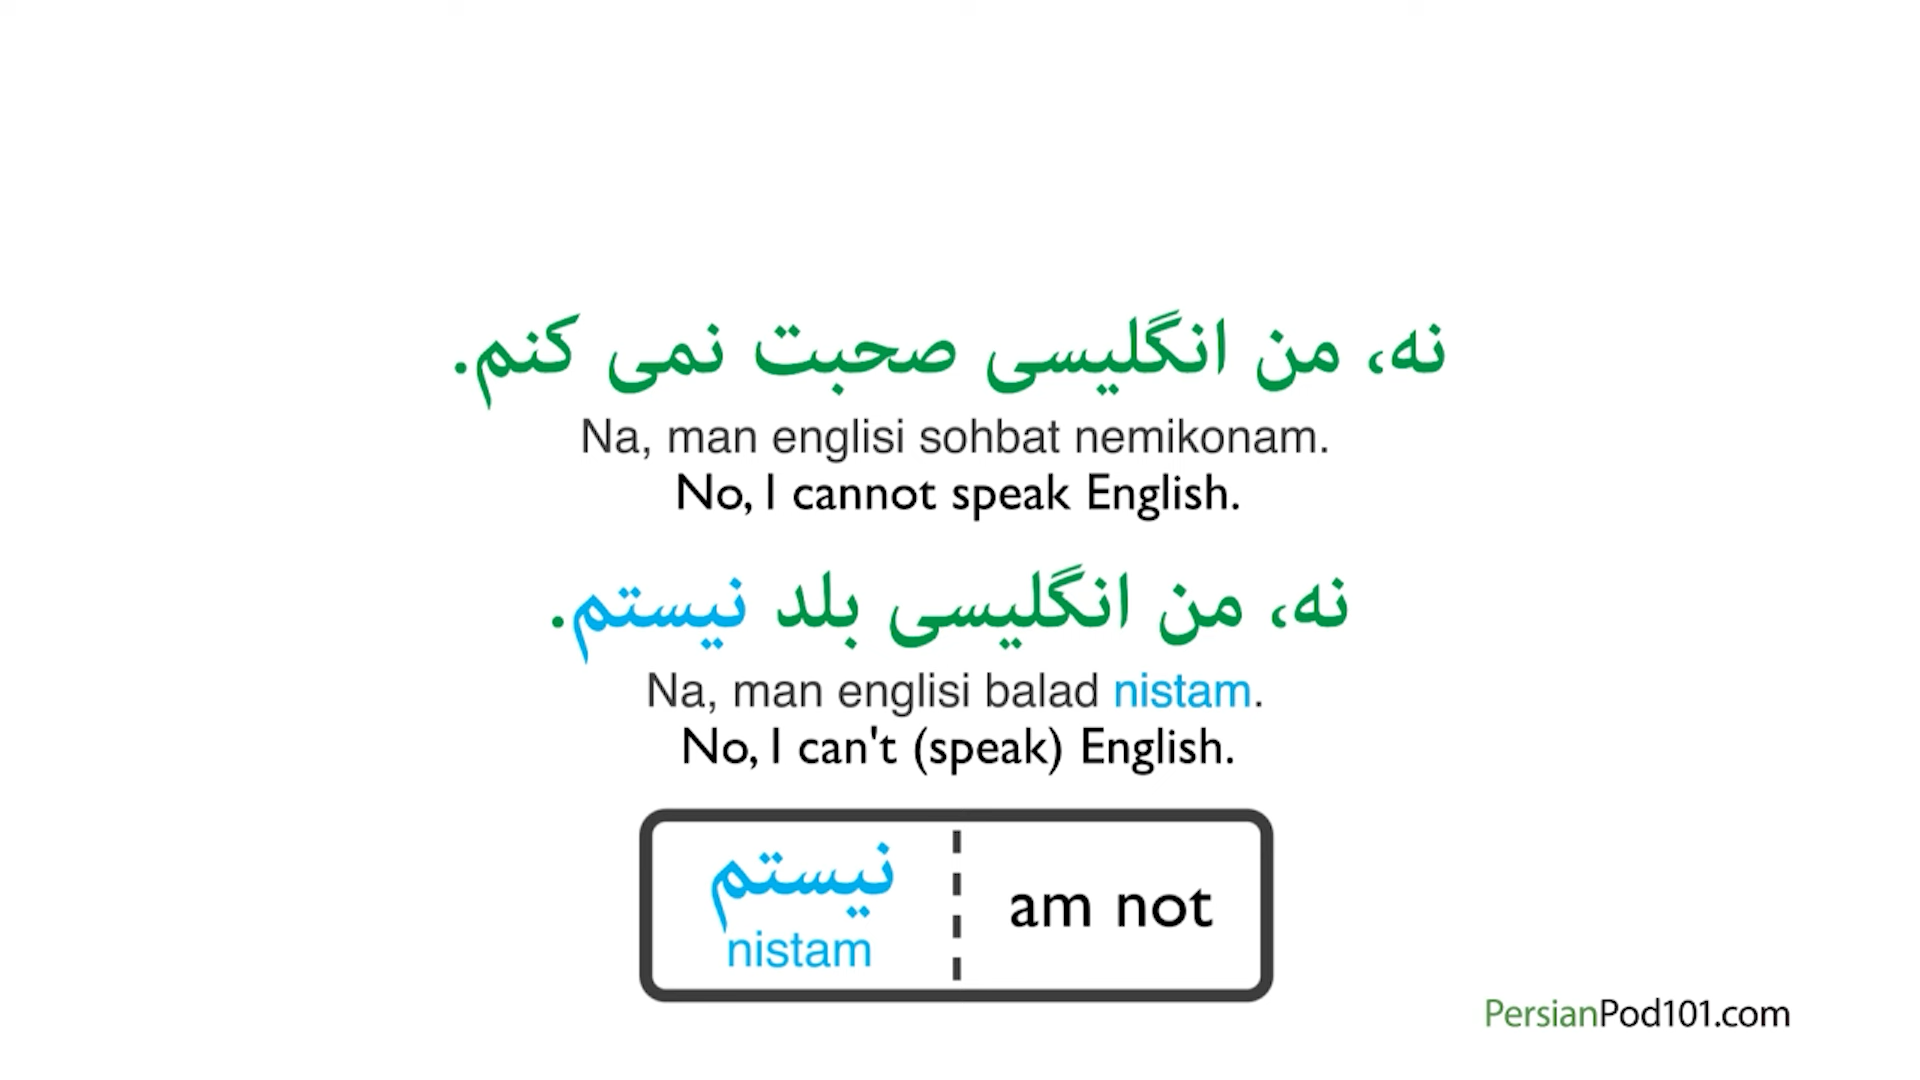 نه، من انگلیسی صحبت نمی کنم.
Na, man englisi sohbat nemikonam.
No, I cannot speak English.
نه، من انگلیسی بلد نیستم.
Na, man englisi balad nistam.
No, I can't (speak) English.
نیستم
nistam
am not
PersianPod101.com